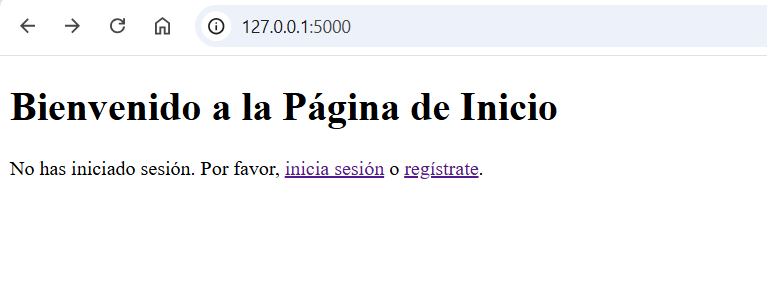 127.0.0.1:5000
Bienvenido a la Página de Inicio
No has iniciado sesión. Por favor, inicia sesión o regístrate.